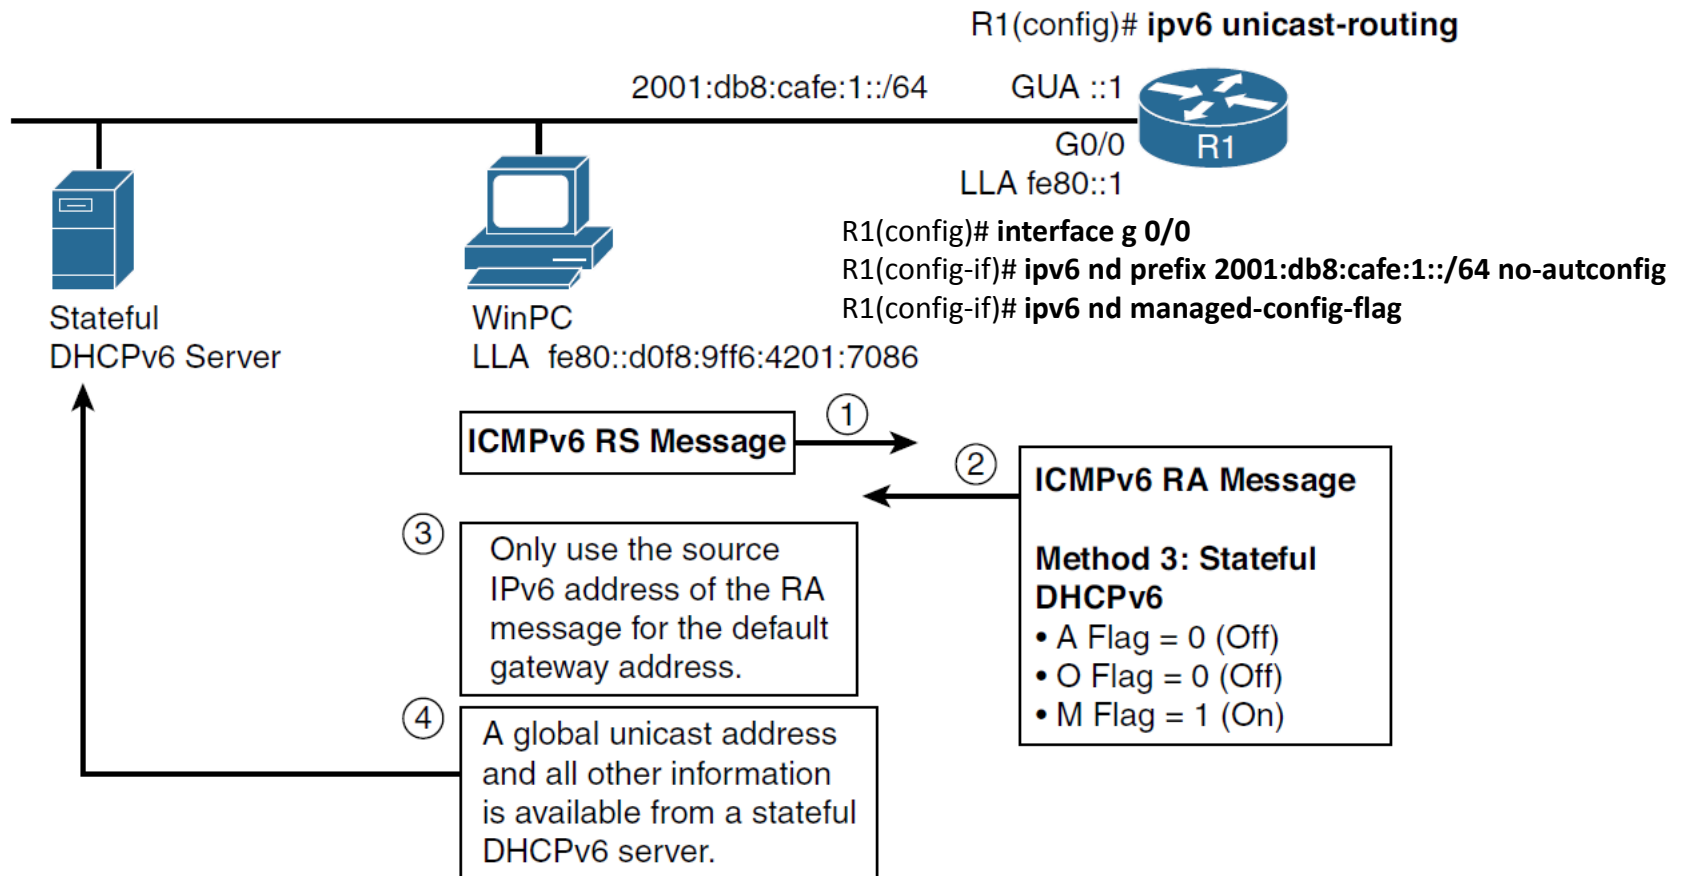 R1(config)# ipv6 unicast-routing
2001:db8:cafe:1::/64
GUA ::1
G0/0
R1
LLA fe80::1
R1(config)# interface g 0/0
R1(config-if)# ipv6 nd prefix 2001:db8:cafe:1::/64 no-autconfig
R1(config-if)# ipv6 nd managed-config-flag
Stateful
DHCPv6 Server
WinPC
LLA fe80::d0f8:9ff6:4201:7086
ICMPv6 RS Message
1
2
ICMPv6 RA Message
Method 3: Stateful
DHCPv6
• A Flag = 0 (Off)
• O Flag = 0 (Off)
• M Flag = 1 (On)
3
Only use the source
IPv6 address of the RA
message for the default
gateway address.
4
A global unicast address
and all other information
is available from a stateful
DHCPv6 server.